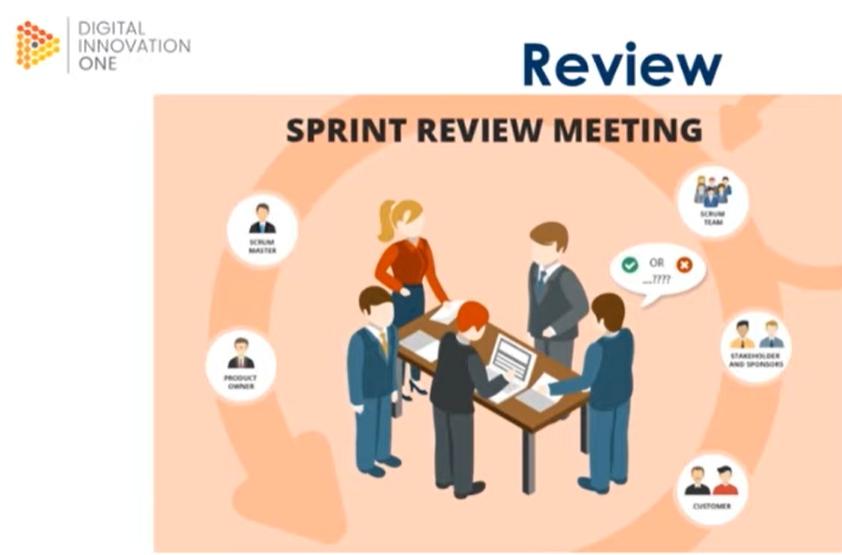 DIGITAL
INNOVATION
ONE
Review
SPRINT REVIEW MEETING
SCRUM
MASTER
SCRUM
TEAM
OR
...????
PRODUCT
OWNER
STAKEHOLDER
AND SPONSORS
CUSTOMER